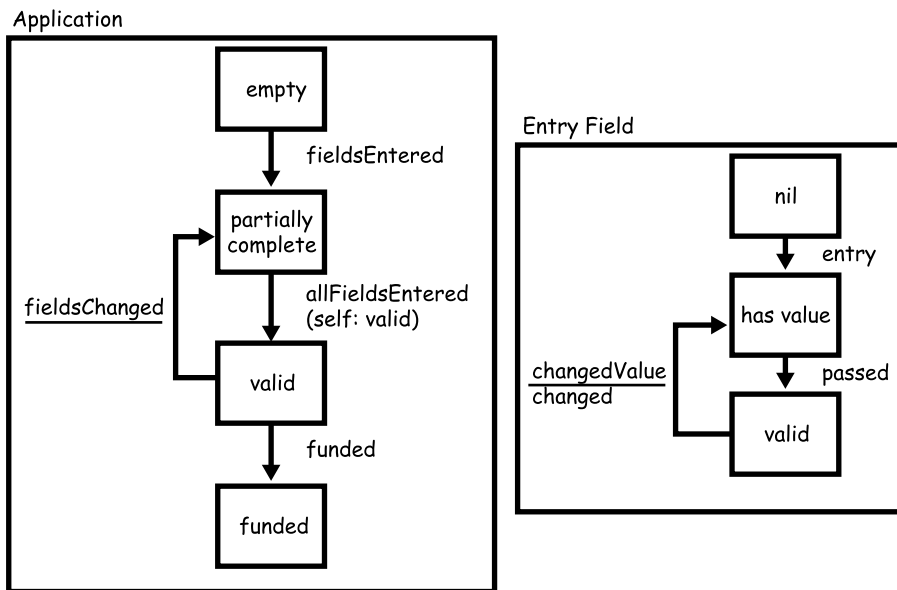 Application
empty
fieldsEntered
partially
complete
fieldsChanged
allFieldsEntered
(self: valid)
valid
funded
funded
Entry Field
nil
entry
has value
changedValue
changed
passed
valid